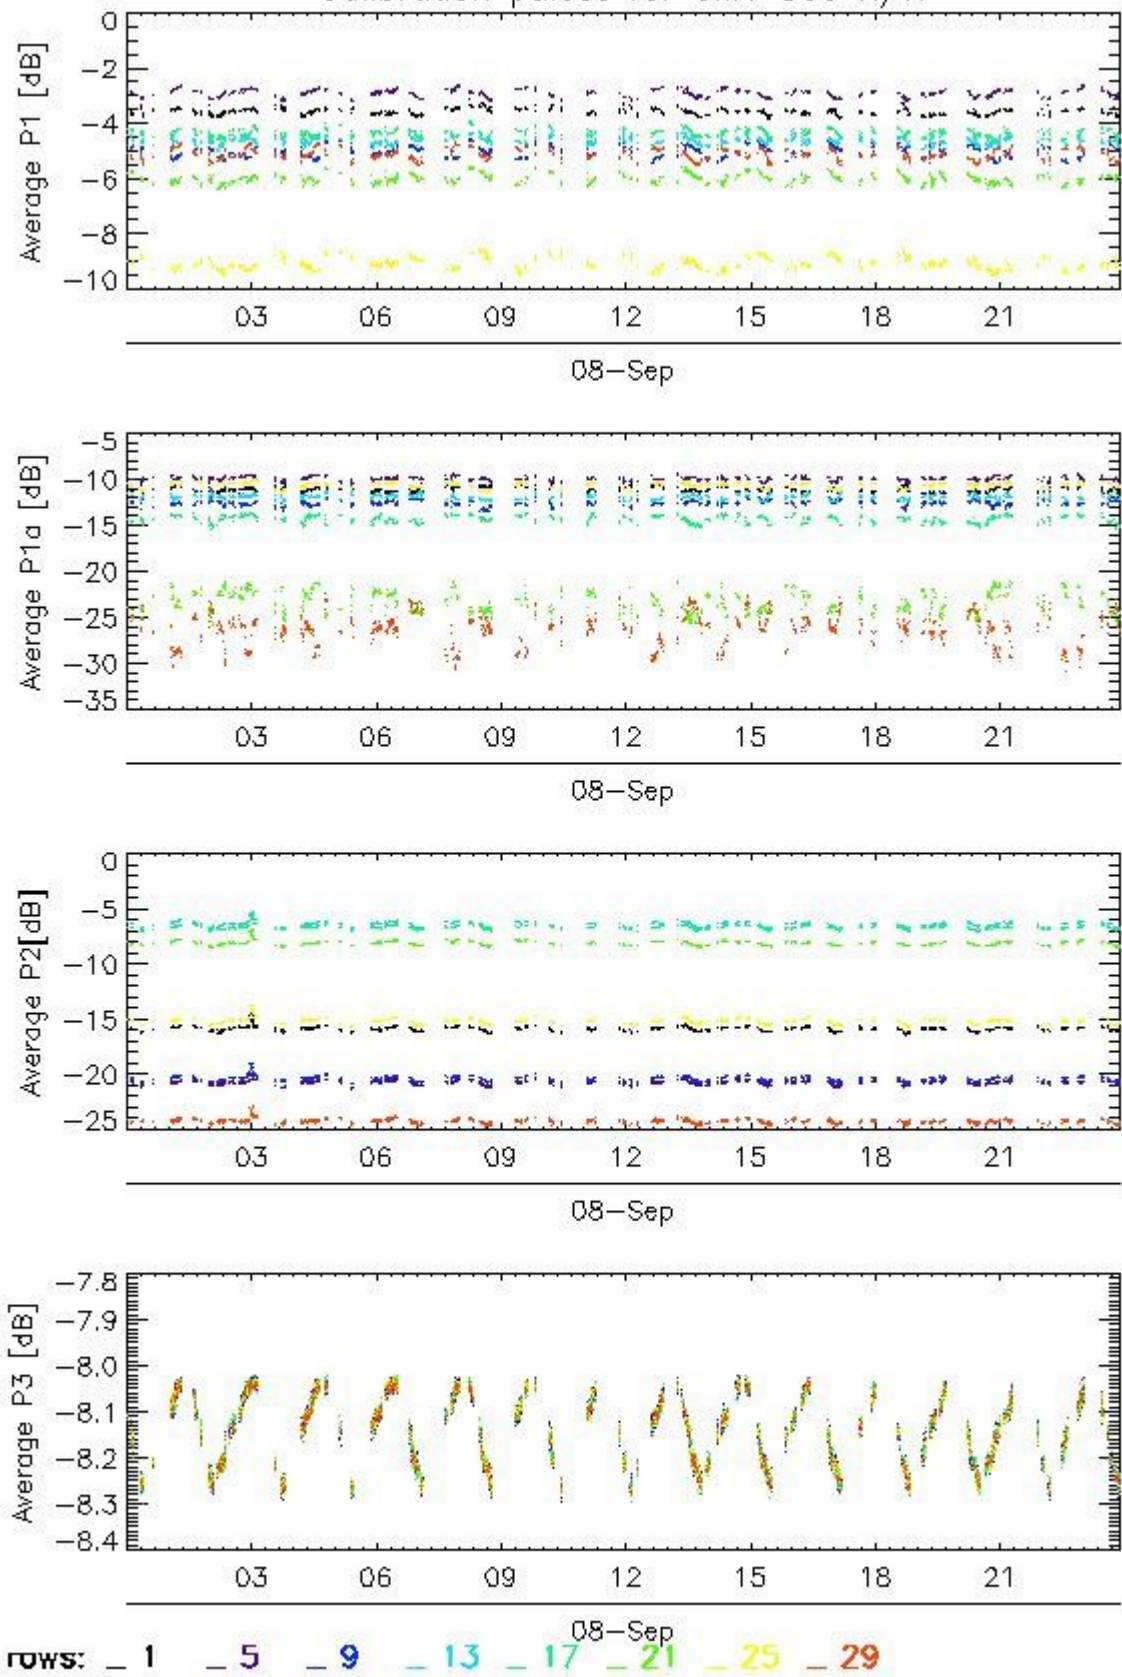 0
-2
-4
-6
-8
-10
Average P1 [dB]
03 06 09 12 15 18 21
08-Sep
-5
-10
-15
-20
-25
-30
-35
Average P1a [dB]
03 06 09 12 15 18 21
08-Sep
0
-5
-10
-15
-20
-25
Average P2[dB]
03 06 09 12 15 18 21
08-Sep
-7.8
-7.9
-8.0
-8.1
-8.2
-8.3
-8.4
Average P3 [dB]
03 06 09 12 15 18 21
08-Sep
rows: _ 1 _ 5 _ 9 _ 13 _ 17 _ 21 _ 25 _ 29